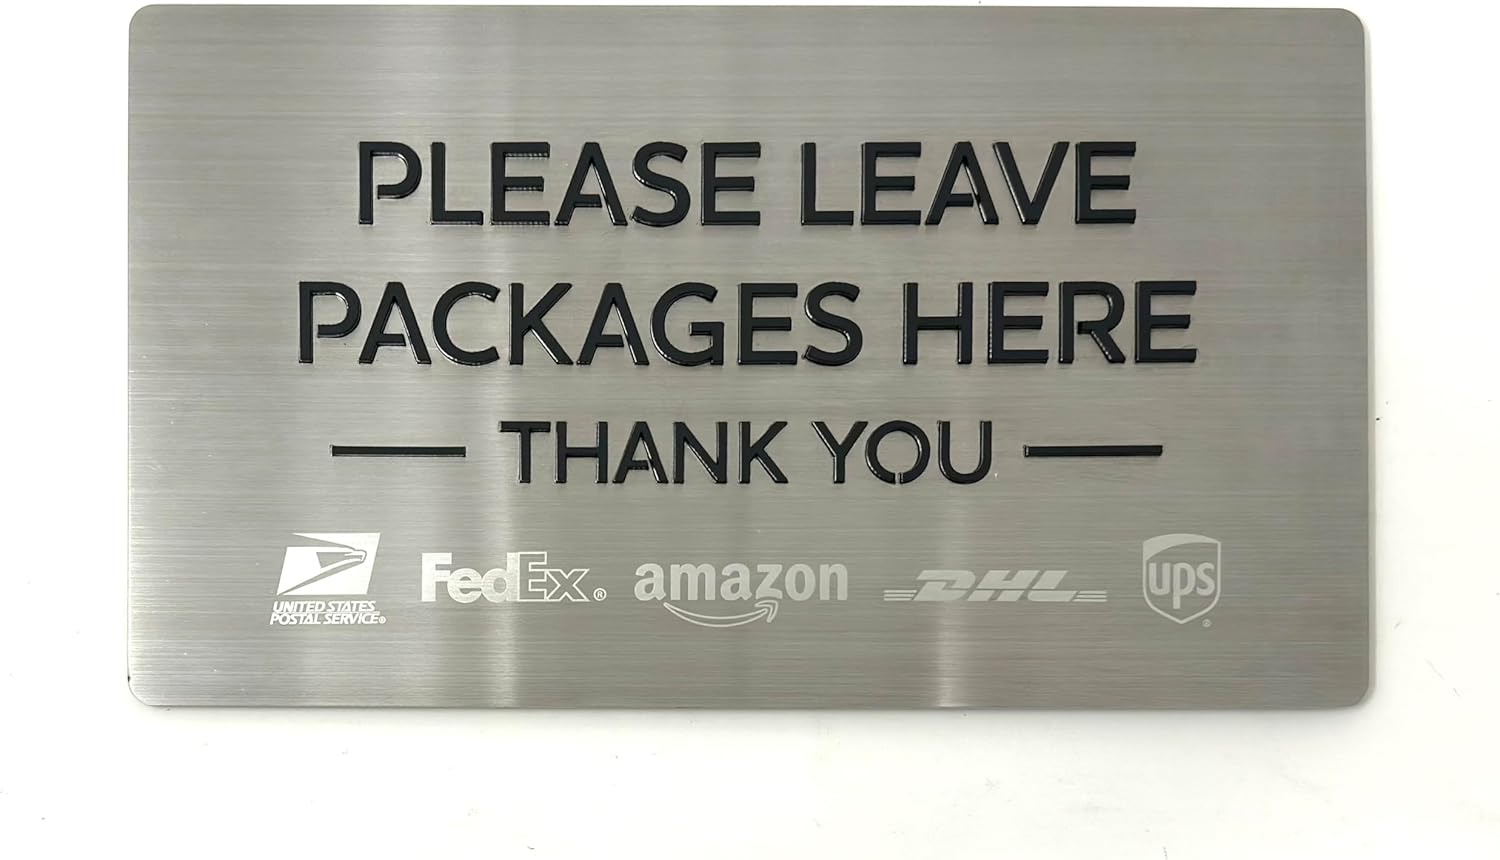 PLEASE LEAVE
PACKAGES HERE
THANK YOU
UNITED STATES
POSTAL SERVICE®
FedEx®
amazon
DHL
ups®